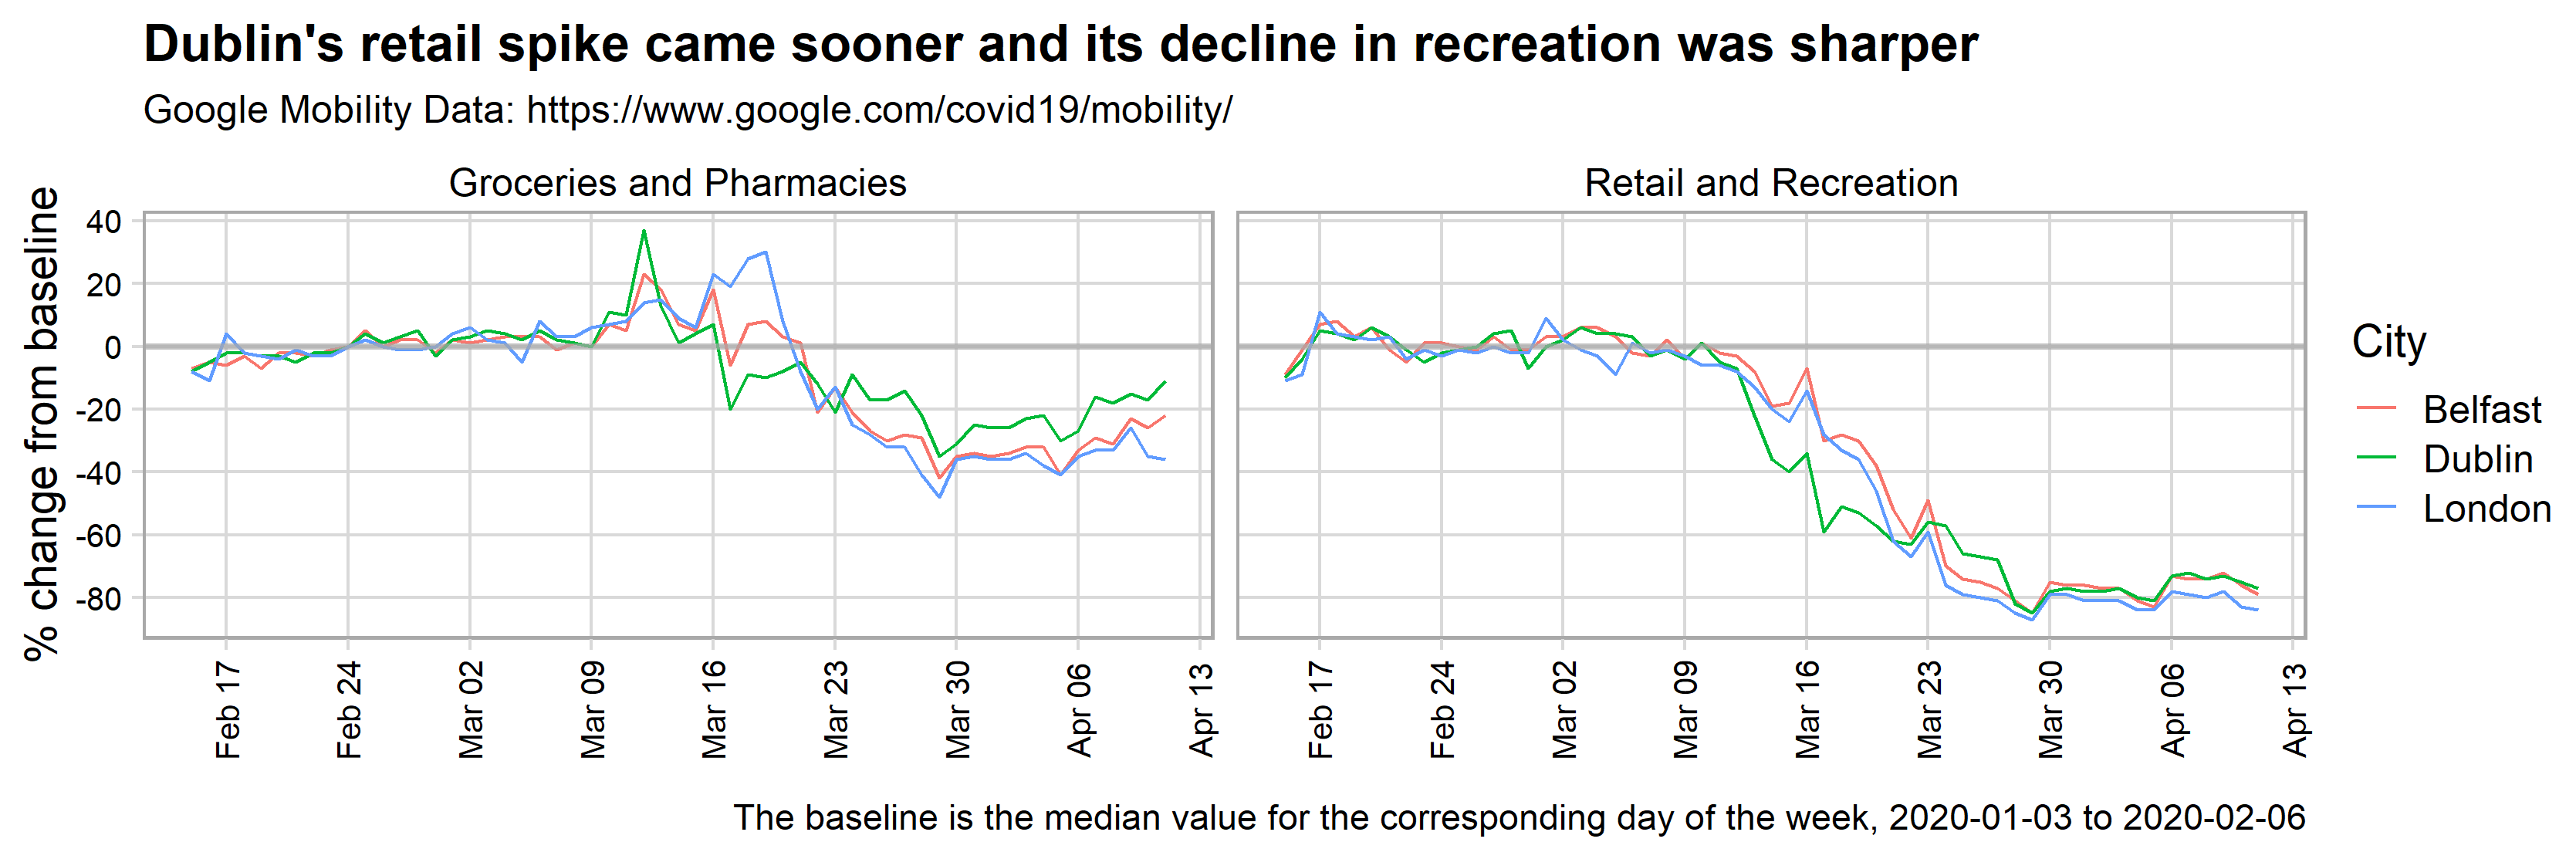 Dublin's retail spike came sooner and its decline in recreation was sharper
Google Mobility Data: https://www.google.com/covid19/mobility/
Groceries and Pharmacies
Retail and Recreation
% change from baseline
40
20
0
-20
-40
-60
-80
Feb 17
Feb 24
Mar 02
Mar 09
Mar 16
Mar 23
Mar 30
Apr 06
Apr 13
Feb 17
Feb 24
Mar 02
Mar 09
Mar 16
Mar 23
Mar 30
Apr 06
Apr 13
City
Belfast
Dublin
London
The baseline is the median value for the corresponding day of the week, 2020-01-03 to 2020-02-06